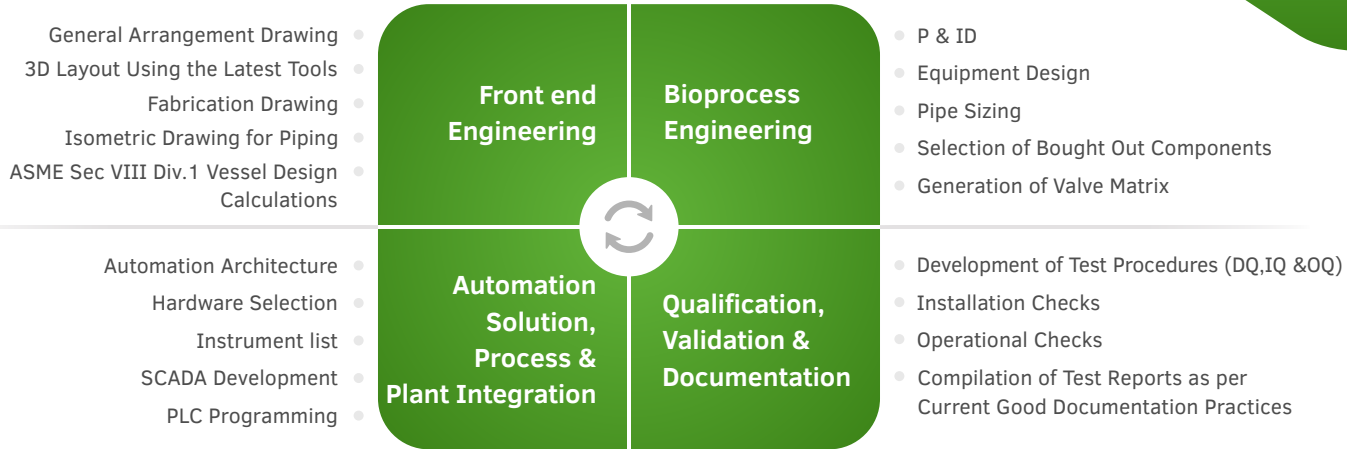 General Arrangement Drawing
3D Layout Using the Latest Tools
Fabrication Drawing
Isometric Drawing for Piping
ASME Sec VIII Div.1 Vessel Design
Calculations
Front end
Engineering
Bioprocess
Engineering
P & ID
Equipment Design
Pipe Sizing
Selection of Bought Out Components
Generation of Valve Matrix
Automation Architecture
Hardware Selection
Instrument list
SCADA Development
PLC Programming
Automation
Solution,
Process &
Plant Integration
Qualification,
Validation &
Documentation
Development of Test Procedures (DQ,IQ &OQ)
Installation Checks
Operational Checks
Compilation of Test Reports as per
Current Good Documentation Practices